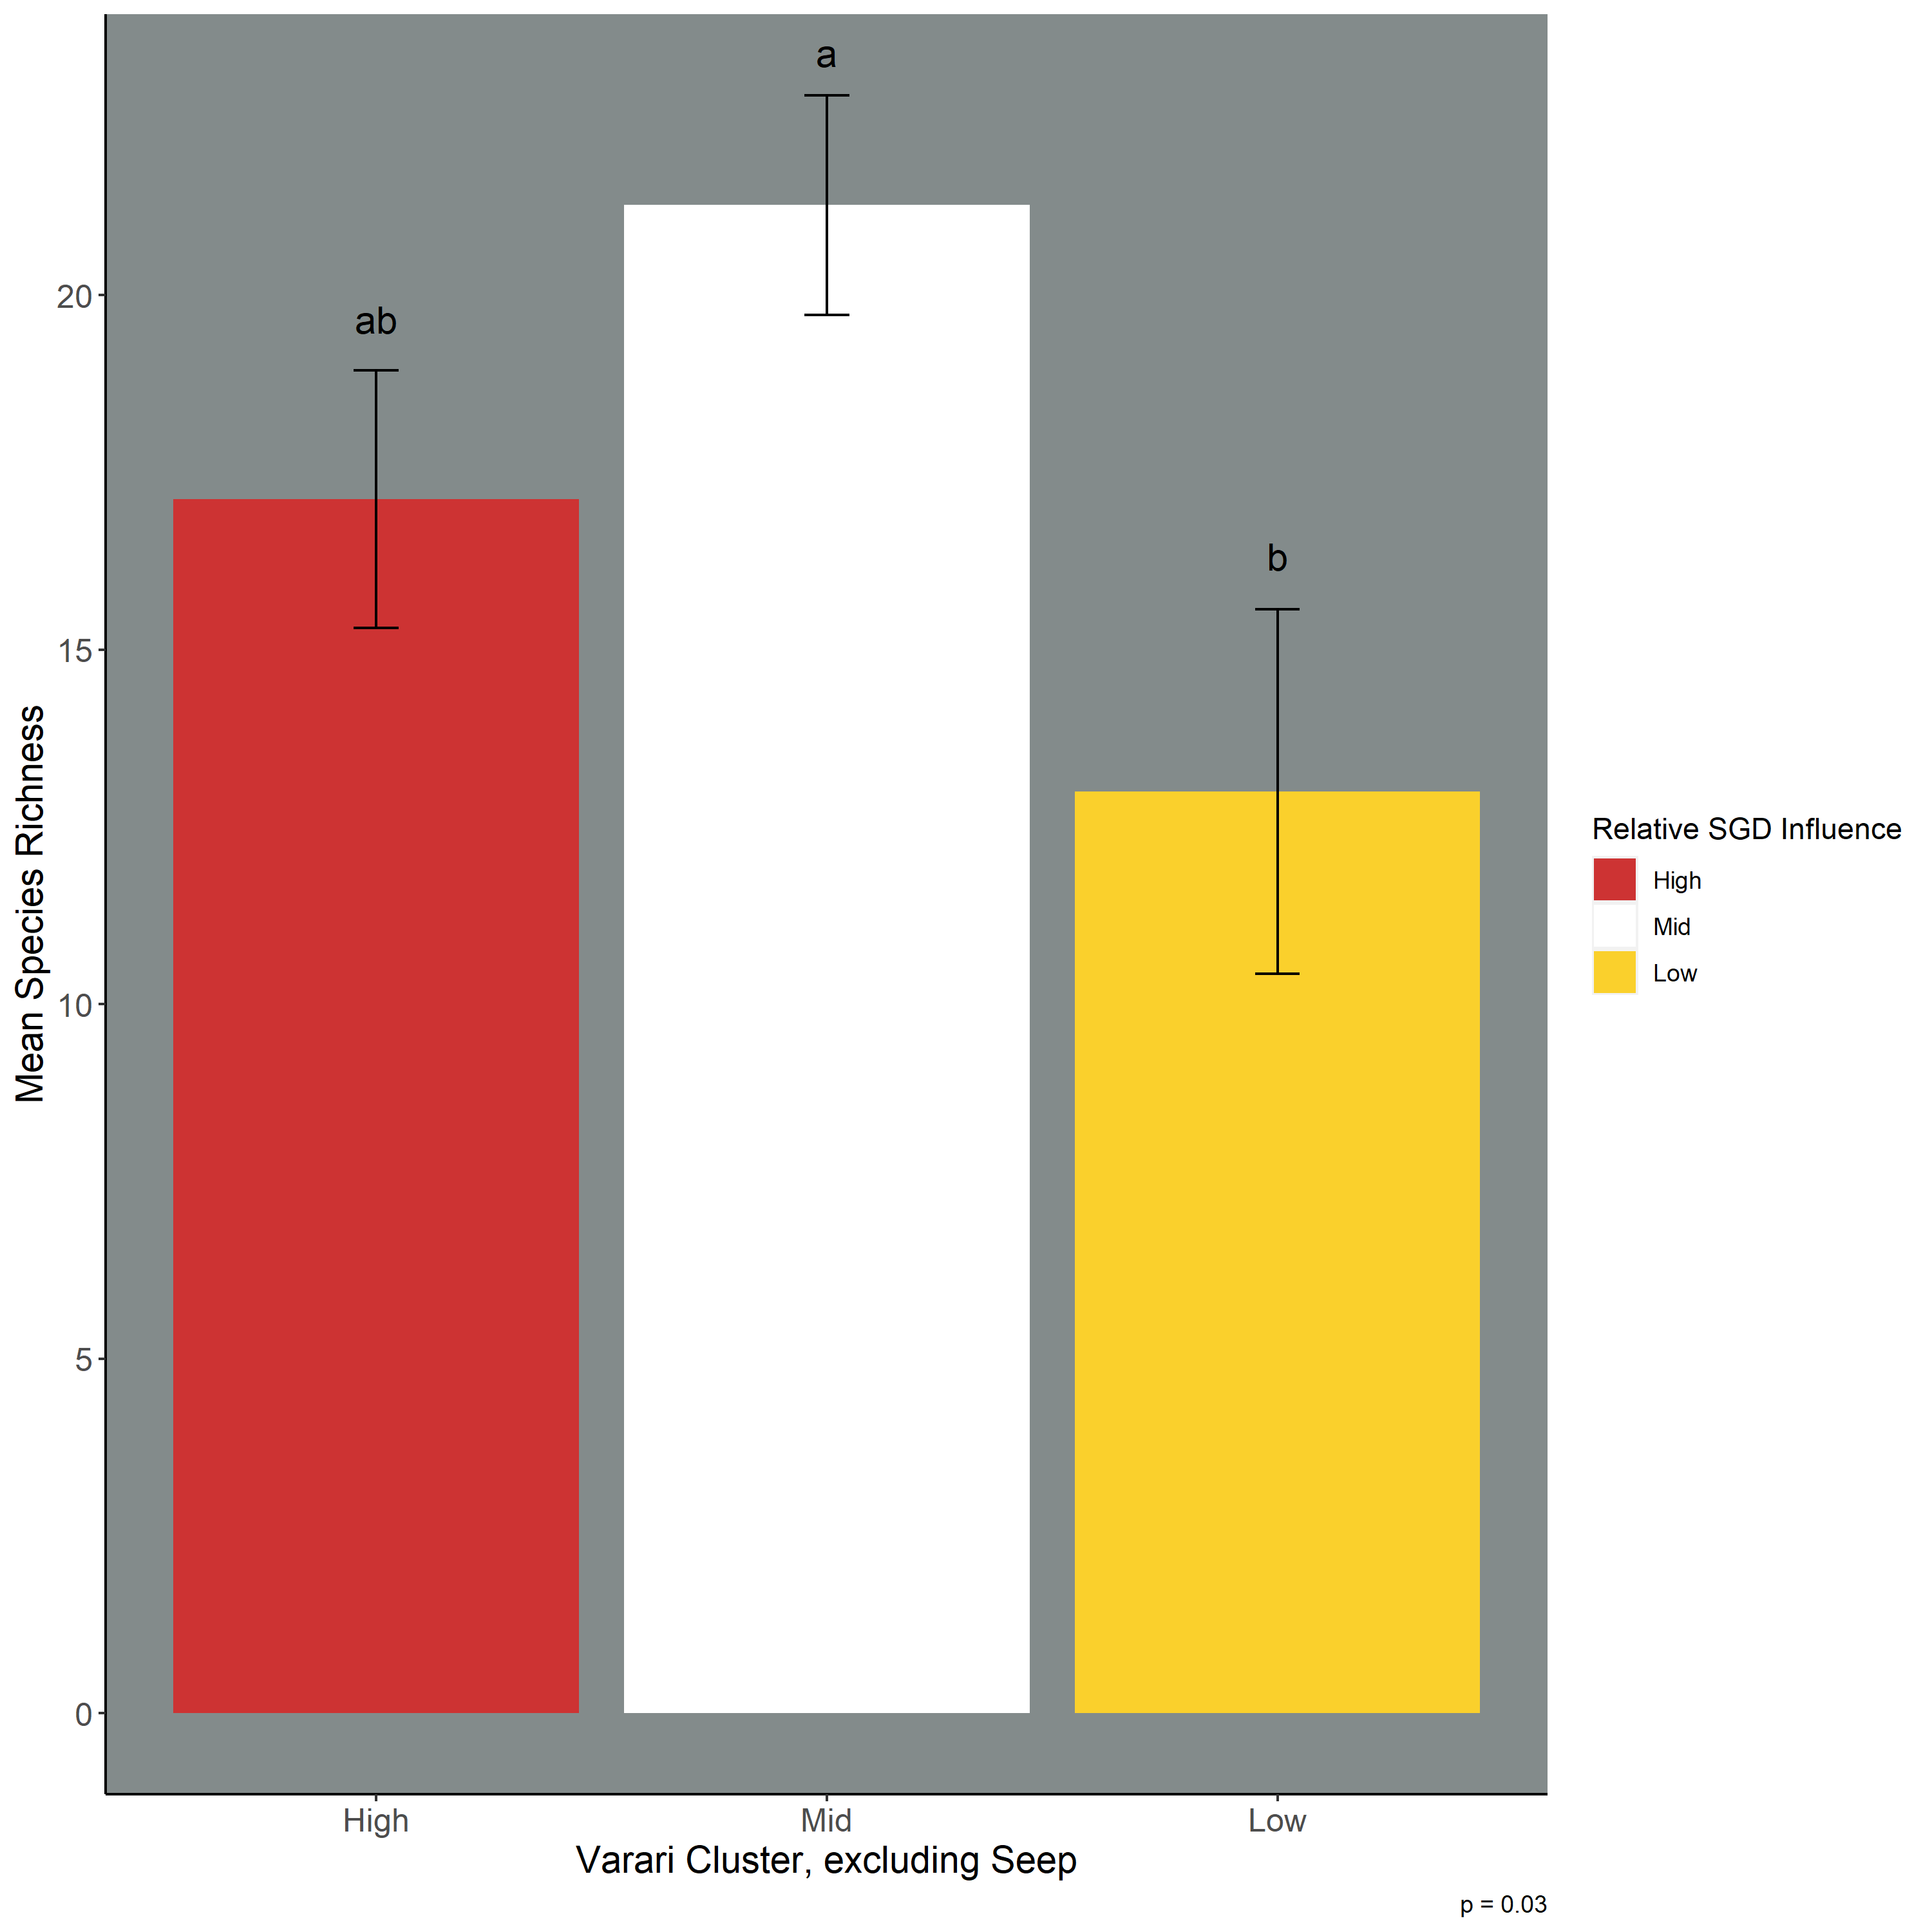 a
ab
b
20
15
10
5
0
Mean Species Richness
High
Mid
Low
Varari Cluster, excluding Seep
p = 0.03
Relative SGD Influence
High
Mid
Low